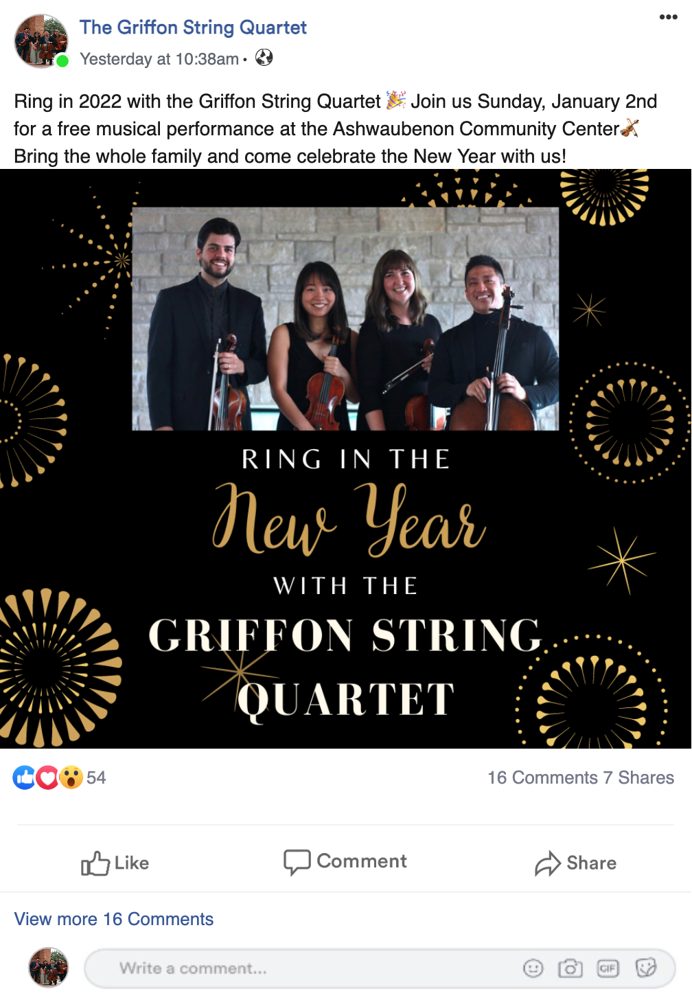 The Griffon String Quartet
Yesterday at 10:38am ·
Ring in 2022 with the Griffon String Quartet 🎉 Join us Sunday, January 2nd
for a free musical performance at the Ashwaubenon Community Center🎻
Bring the whole family and come celebrate the New Year with us!
RING IN THE
New Year
WITH THE
GRIFFON STRING
QUARTET
54
16 Comments 7 Shares
Like
Comment
Share
View more 16 Comments
Write a comment...
GIF